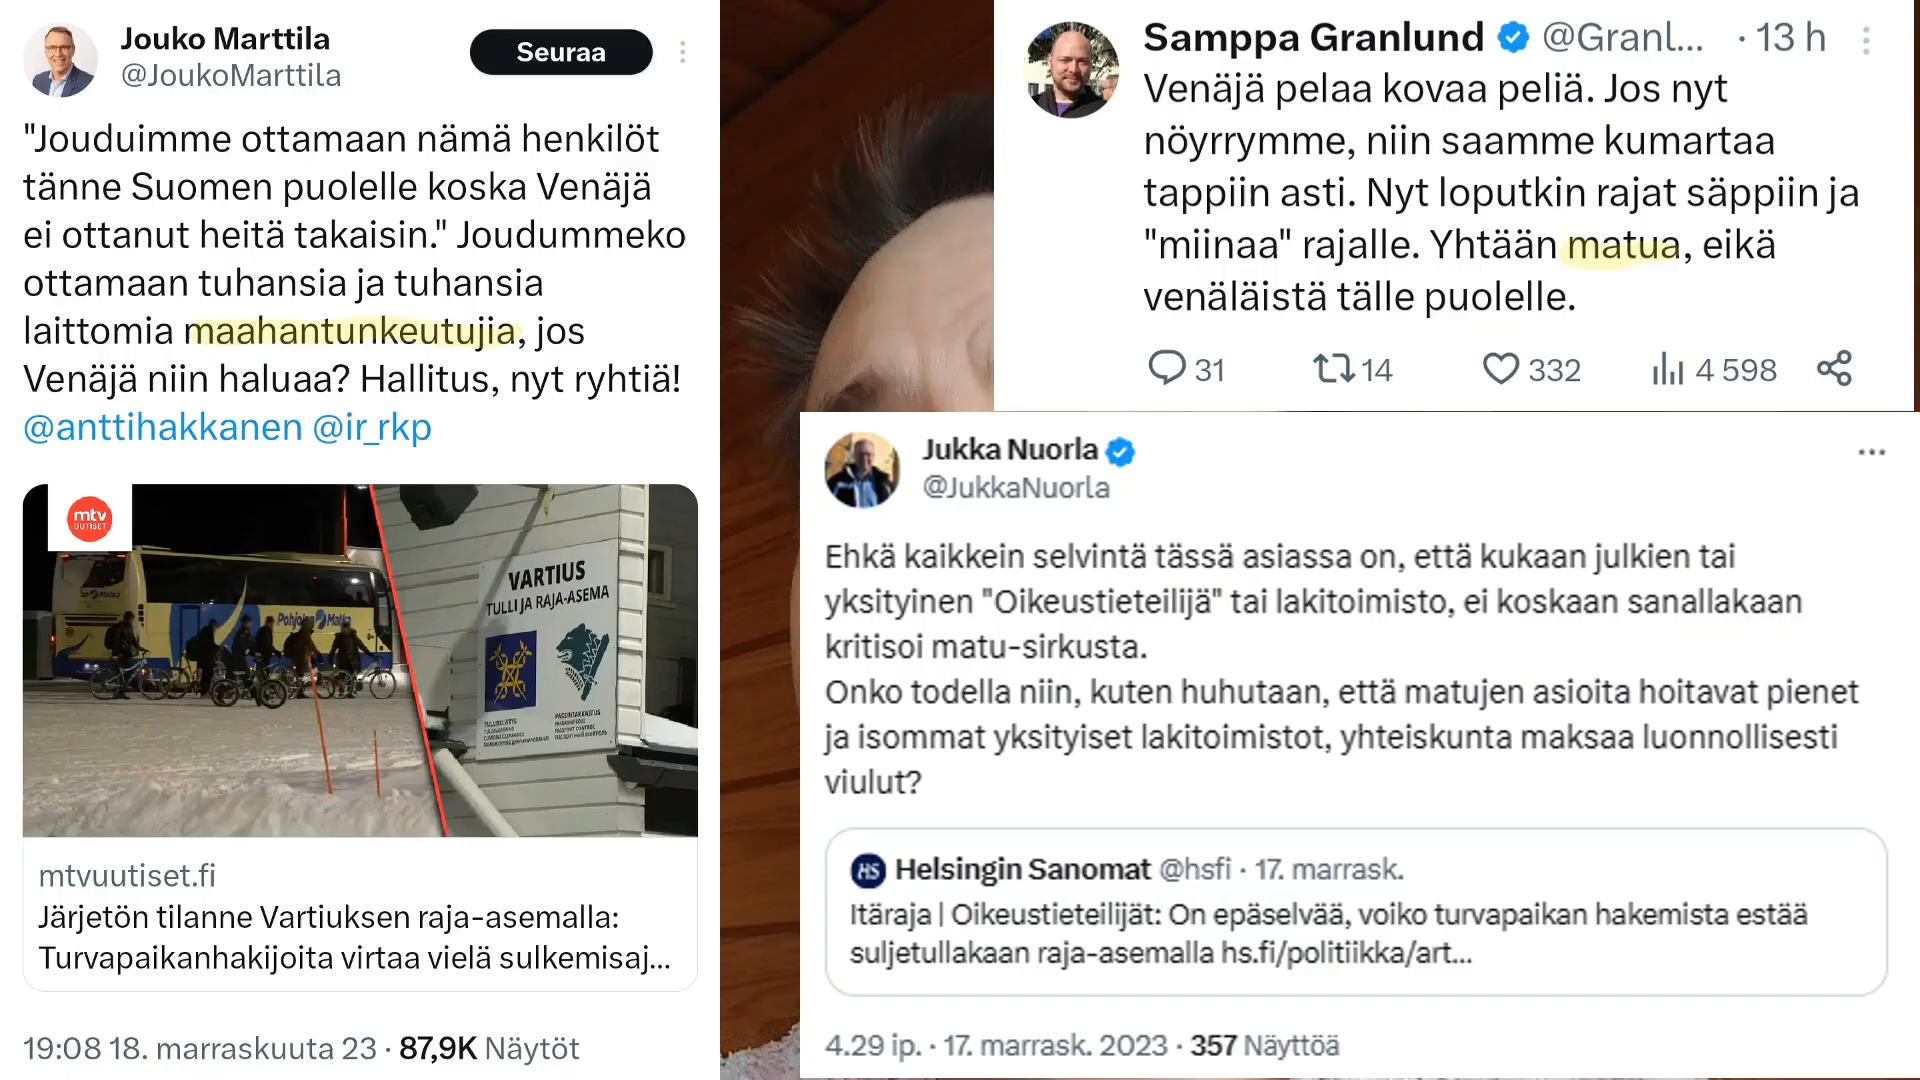 Jouko Marttila
@JoukoMarttila
Seuraa
"Jouduimme ottamaan nämä henkilöt
tänne Suomen puolelle koska Venäjä
ei ottanut heitä takaisin." Joudummeko
ottamaan tuhansia ja tuhansia
laittomia maahantunkeutujia, jos
Venäjä niin haluaa? Hallitus, nyt ryhtiä!
@anttihakkanen @ir_rkp
mtv
UUTISET
Pohjolan Matka
VARTIUS
TULLI JA RAJA-ASEMA
mtvuutiset.fi
Järjetön tilanne Vartiuksen raja-asemalla:
Turvapaikanhakijoita virtaa vielä sulkemisaj...
19:08 18. marraskuuta 23 · 87,9K Näytöt
Samppa Granlund @Granl... · 13 h
Venäjä pelaa kovaa peliä. Jos nyt
nöyrrymme, niin saamme kumartaa
tappiin asti. Nyt loputkin rajat säppiin ja
"miinaa" rajalle. Yhtään matua, eikä
venäläistä tälle puolelle.
31 14 332 4 598
Jukka Nuorla
@JukkaNuorla
Ehkä kaikkein selvintä tässä asiassa on, että kukaan julkien tai
yksityinen "Oikeustieteilijä" tai lakitoimisto, ei koskaan sanallakaan
kritisoi matu-sirkusta.
Onko todella niin, kuten huhutaan, että matujen asioita hoitavat pienet
ja isommat yksityiset lakitoimistot, yhteiskunta maksaa luonnollisesti
viulut?
HS Helsingin Sanomat @hsfi · 17. marrask.
Itäraja | Oikeustieteilijät: On epäselvää, voiko turvapaikan hakemista estää
suljetullakaan raja-asemalla hs.fi/politiikka/art...
4.29 ip. · 17. marrask. 2023 · 357 Näyttöä